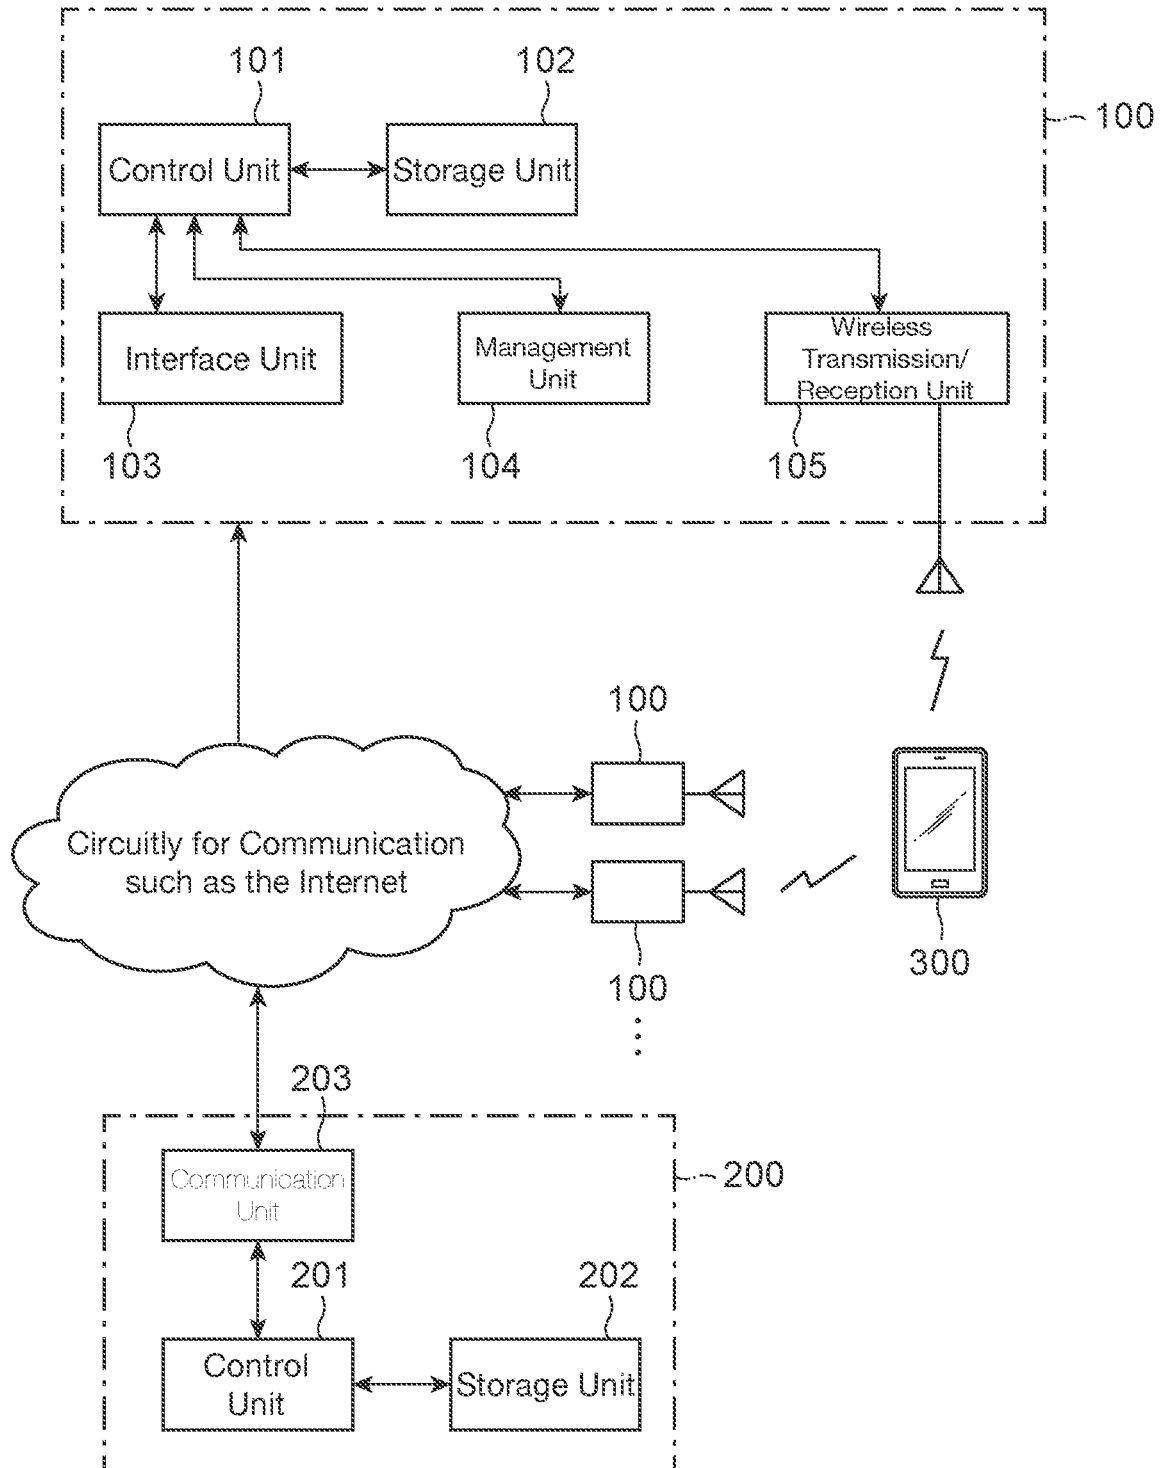 101
102
100
Control Unit
Storage Unit
Interface Unit
Management
Unit
Wireless
Transmission/
Reception Unit
103
104
105
100
Circuitly for Communication
such as the Internet
300
100
203
Communication
Unit
200
201
202
Control
Unit
Storage Unit